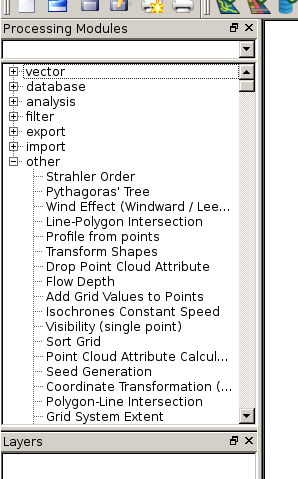 Processing Modules
vector
database
analysis
filter
export
import
other
Strahler Order
Pythagoras' Tree
Wind Effect (Windward / Lee...
Line-Polygon Intersection
Profile from points
Transform Shapes
Drop Point Cloud Attribute
Flow Depth
Add Grid Values to Points
Isochrones Constant Speed
Visibility (single point)
Sort Grid
Point Cloud Attribute Calcul...
Seed Generation
Coordinate Transformation (...
Polygon-Line Intersection
Grid System Extent
Layers